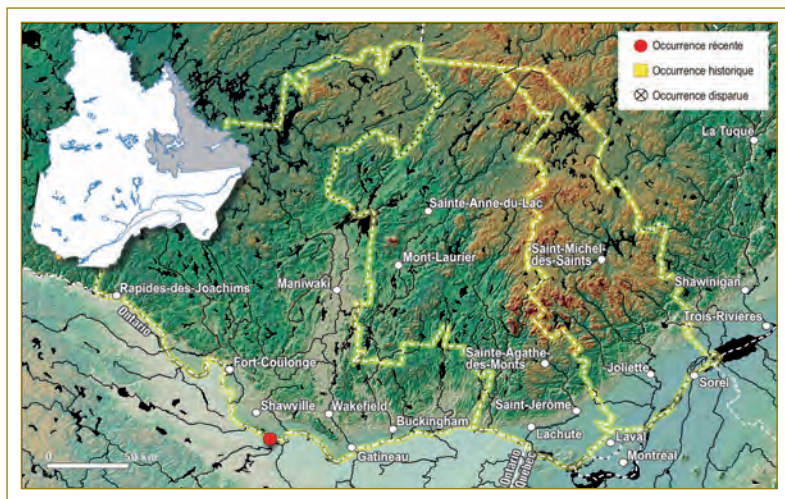 Occurrence récente
Occurrence historique
Occurrence disparue
La Tuque
Sainte-Anne-du-Lac
Saint-Michel
des-Saints
Mont-Laurier
Maniwaki
Rapides-des-Joachims
Shawinigan
Ontario
Trois-Rivières
Fort-Coulonge
Sainte-Agathe
des-Monts
Joliette
Sorel
Shawville
Wakefield
Buckingham
Saint-Jérôme
Lachute
Laval
Gatineau
Montréal
Ontario
Québec
0 50 km